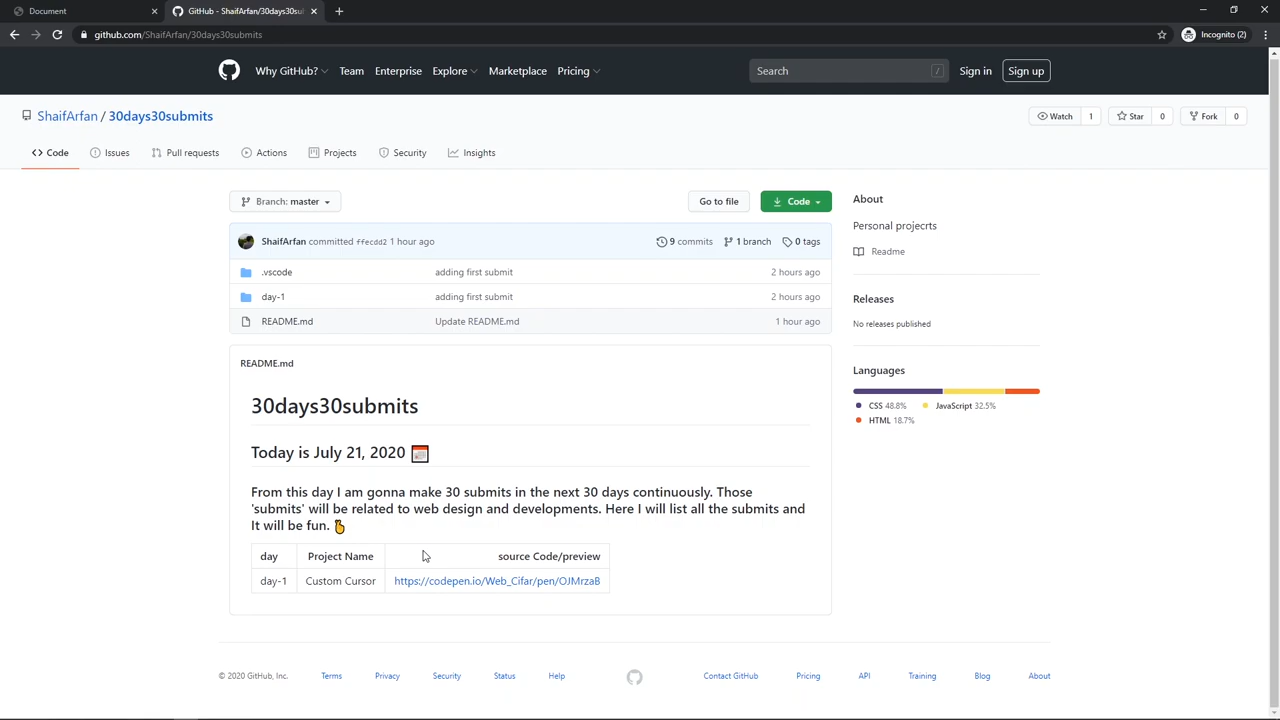 Document
GitHub - ShaifArfan/30days30su
github.com/ShaifArfan/30days30submits
Incognito (2)
Why GitHub? Team Enterprise Explore Marketplace Pricing
Search /
Sign in
Sign up
ShaifArfan / 30days30submits
Watch 1
Star 0
Fork 0
Code Issues Pull requests Actions Projects Security Insights
Branch: master
Go to file
Code
ShaifArfan committed ffecdd2 1 hour ago
9 commits 1 branch 0 tags
.vscode adding first submit 2 hours ago
day-1 adding first submit 2 hours ago
README.md Update README.md 1 hour ago
README.md
30days30submits
Today is July 21, 2020
From this day I am gonna make 30 submits in the next 30 days continuously. Those
'submits' will be related to web design and developments. Here I will list all the submits and
It will be fun.
day Project Name source Code/preview
day-1 Custom Cursor https://codepen.io/Web_Cifar/pen/OJMrzaB
About
Personal projecrts
Readme
Releases
No releases published
Languages
CSS 48.8% JavaScript 32.5%
HTML 18.7%
© 2020 GitHub, Inc. Terms Privacy Security Status Help Contact GitHub Pricing API Training Blog About